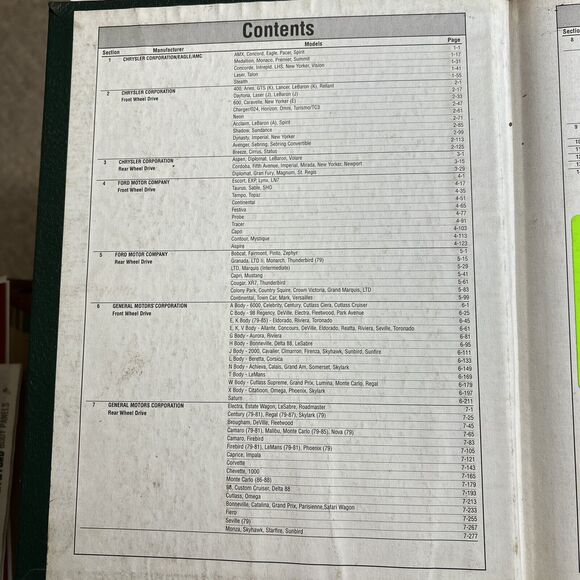 Contents
Section Manufacturer Models Page
1 CHRYSLER CORPORATION/EAGLE/AMC AMX, Concord, Eagle, Pacer, Spirit 1-1
Medallion, Monaco, Premier, Summit 1-17
Concorde, Intrepid, LHS, New Yorker, Vision 1-31
Laser, Talon 1-41
Stealth 1-55
2 CHRYSLER CORPORATION 400, Aries, GTS (K), Lancer, LeBaron (K), Reliant 2-1
Front Wheel Drive Daytona, Laser (J), LeBaron (J) 2-17
600, Caravelle, New Yorker (E) 2-33
Charger/024, Horizon, Omni, Turismo/TC3 2-47
Neon 2-61
Acclaim, LeBaron (A), Spirit 2-71
Shadow, Sundance 2-85
Dynasty, Imperial, New Yorker 2-99
Avenger, Sebring, Sebring Convertible 2-113
Breeze, Cirrus, Status 2-125
3 CHRYSLER CORPORATION Aspen, Diplomat, LeBaron, Volare 3-1
Rear Wheel Drive Cordoba, Fifth Avenue, Imperial, Mirada, New Yorker, Newport 3-15
Diplomat, Gran Fury, Magnum, St. Regis 3-29
4 FORD MOTOR COMPANY Escort, EXP, Lynx, LN7 4-1
Front Wheel Drive Taurus, Sable, SHO 4-17
Tempo, Topaz 4-35
Continental 4-51
Festiva 4-65
Probe 4-77
Tracer 4-91
Capri 4-103
Contour, Mystique 4-113
Aspire 4-123
5 FORD MOTOR COMPANY Bobcat, Fairmont, Pinto, Zephyr 5-1
Rear Wheel Drive Granada, LTD II, Monarch, Thunderbird (79) 5-15
LTD, Marquis (Intermediate) 5-29
Capri, Mustang 5-41
Cougar, XR7, Thunderbird 5-61
Colony Park, Country Squire, Crown Victoria, Grand Marquis, LTD 5-83
Continental, Town Car, Mark, Versailles 5-99
6 GENERAL MOTORS CORPORATION A Body - 6000, Celebrity, Century, Cutlass Ciera, Cutlass Cruiser 6-1
Front Wheel Drive C Body - 98 Regency, DeVille, Electra, Fleetwood, Park Avenue 6-25
E, K Body (79-85) - Eldorado, Riviera, Toronado 6-45
E, K, V Body - Allante, Concours, DeVille, Eldorado, Reatta, Riviera, Seville, Toronado 6-61
G Body - Aurora, Riviera 6-81
H Body - Bonneville, Delta 88, LeSabre 6-95
J Body - 2000, Cavalier, Cimarron, Firenza, Skyhawk, Sunbird, Sunfire 6-111
L Body - Beretta, Corsica 6-133
N Body - Achieva, Calais, Grand Am, Somerset, Skylark 6-149
T Body - LeMans 6-169
W Body - Cutlass Supreme, Grand Prix, Lumina, Monte Carlo, Regal 6-179
X Body - Citation, Omega, Phoenix, Skylark 6-193
Saturn 6-211
7 GENERAL MOTORS CORPORATION Electra, Estate Wagon, LeSabre, Roadmaster 7-1
Rear Wheel Drive Century (79-81), Regal (79-87), Skylark (79) 7-25
Brougham, DeVille, Fleetwood 7-45
Camaro (79-81), Malibu, Monte Carlo (79-85), Nova (79) 7-65
Camaro, Firebird 7-83
Firebird (79-81), LeMans (79-81), Phoenix (79) 7-105
Caprice, Impala 7-121
Corvette 7-143
Chevette, 1000 7-165
Monte Carlo (86-88) 7-179
98, Custom Cruiser, Delta 88 7-193
Cutlass, Omega 7-213
Bonneville, Catalina, Grand Prix, Parisienne,Safari Wagon 7-233
Fiero 7-255
Seville (79) 7-267
Monza, Skyhawk, Starfire, Sunbird 7-277
Section
8